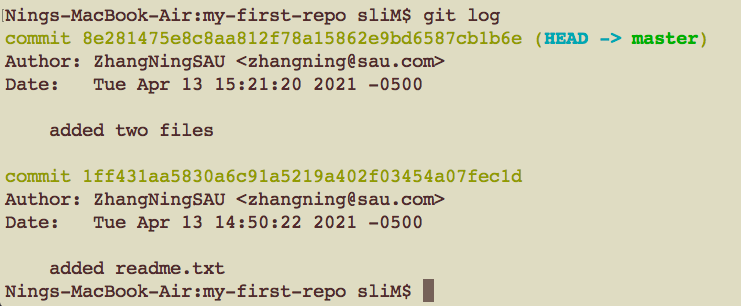 Nings-MacBook-Air:my-first-repo sliM$ git log
commit 8e281475e8c8aa812f78a15862e9bd6587cb1b6e (HEAD -> master)
Author: ZhangNingSAU <zhangning@sau.com>
Date:   Tue Apr 13 15:21:20 2021 -0500
    added two files
commit 1ff431aa5830a6c91a5219a402f03454a07fec1d
Author: ZhangNingSAU <zhangning@sau.com>
Date:   Tue Apr 13 14:50:22 2021 -0500
    added readme.txt
Nings-MacBook-Air:my-first-repo sliM$